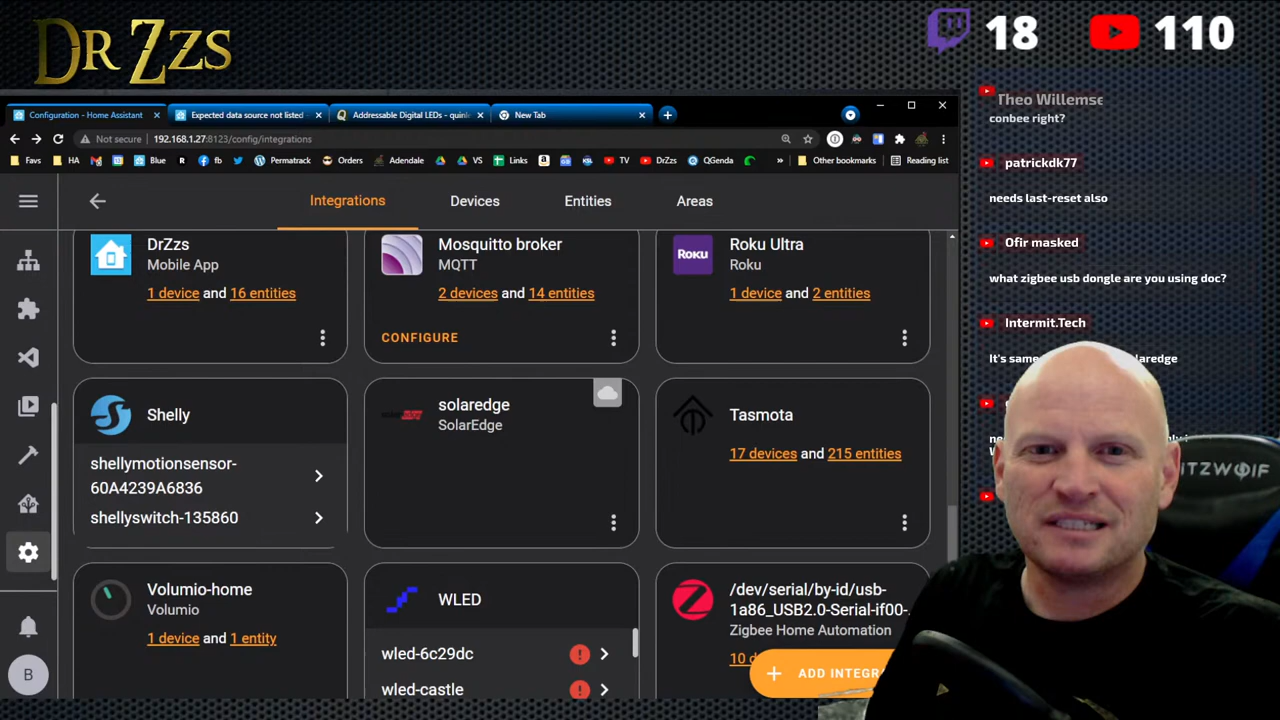 DR ZZS
18
110
Configuration - Home Assistant
Expected data source not listed
Addressable Digital LEDs - quinle
New Tab
Not secure
192.168.1.27:8123/config/integrations
Favs
HA
Blue
R
fb
Permatrack
Orders
Adendale
VS
Links
TV
DrZzs
QGenda
Other bookmarks
Reading list
Integrations
Devices
Entities
Areas
DrZzs
Mobile App
1 device and 16 entities
Mosquitto broker
MQTT
2 devices and 14 entities
CONFIGURE
ROKU
Roku Ultra
Roku
1 device and 2 entities
Shelly
shellymotionsensor-
60A4239A6836
shellyswitch-135860
solaredge
SolarEdge
Tasmota
17 devices and 215 entities
Volumio-home
Volumio
1 device and 1 entity
WLED
wled-6c29dc
wled-castle
/dev/serial/by-id/usb-
1a86_USB2.0-Serial-if00-
Zigbee Home Automation
10
ADD INTEGR
B
Theo Willemse
conbee right?
patrickdk77
needs last-reset also
Ofir masked
what zigbee usb dongle are you using doc?
Intermit.Tech
It's same
ITZWOLF